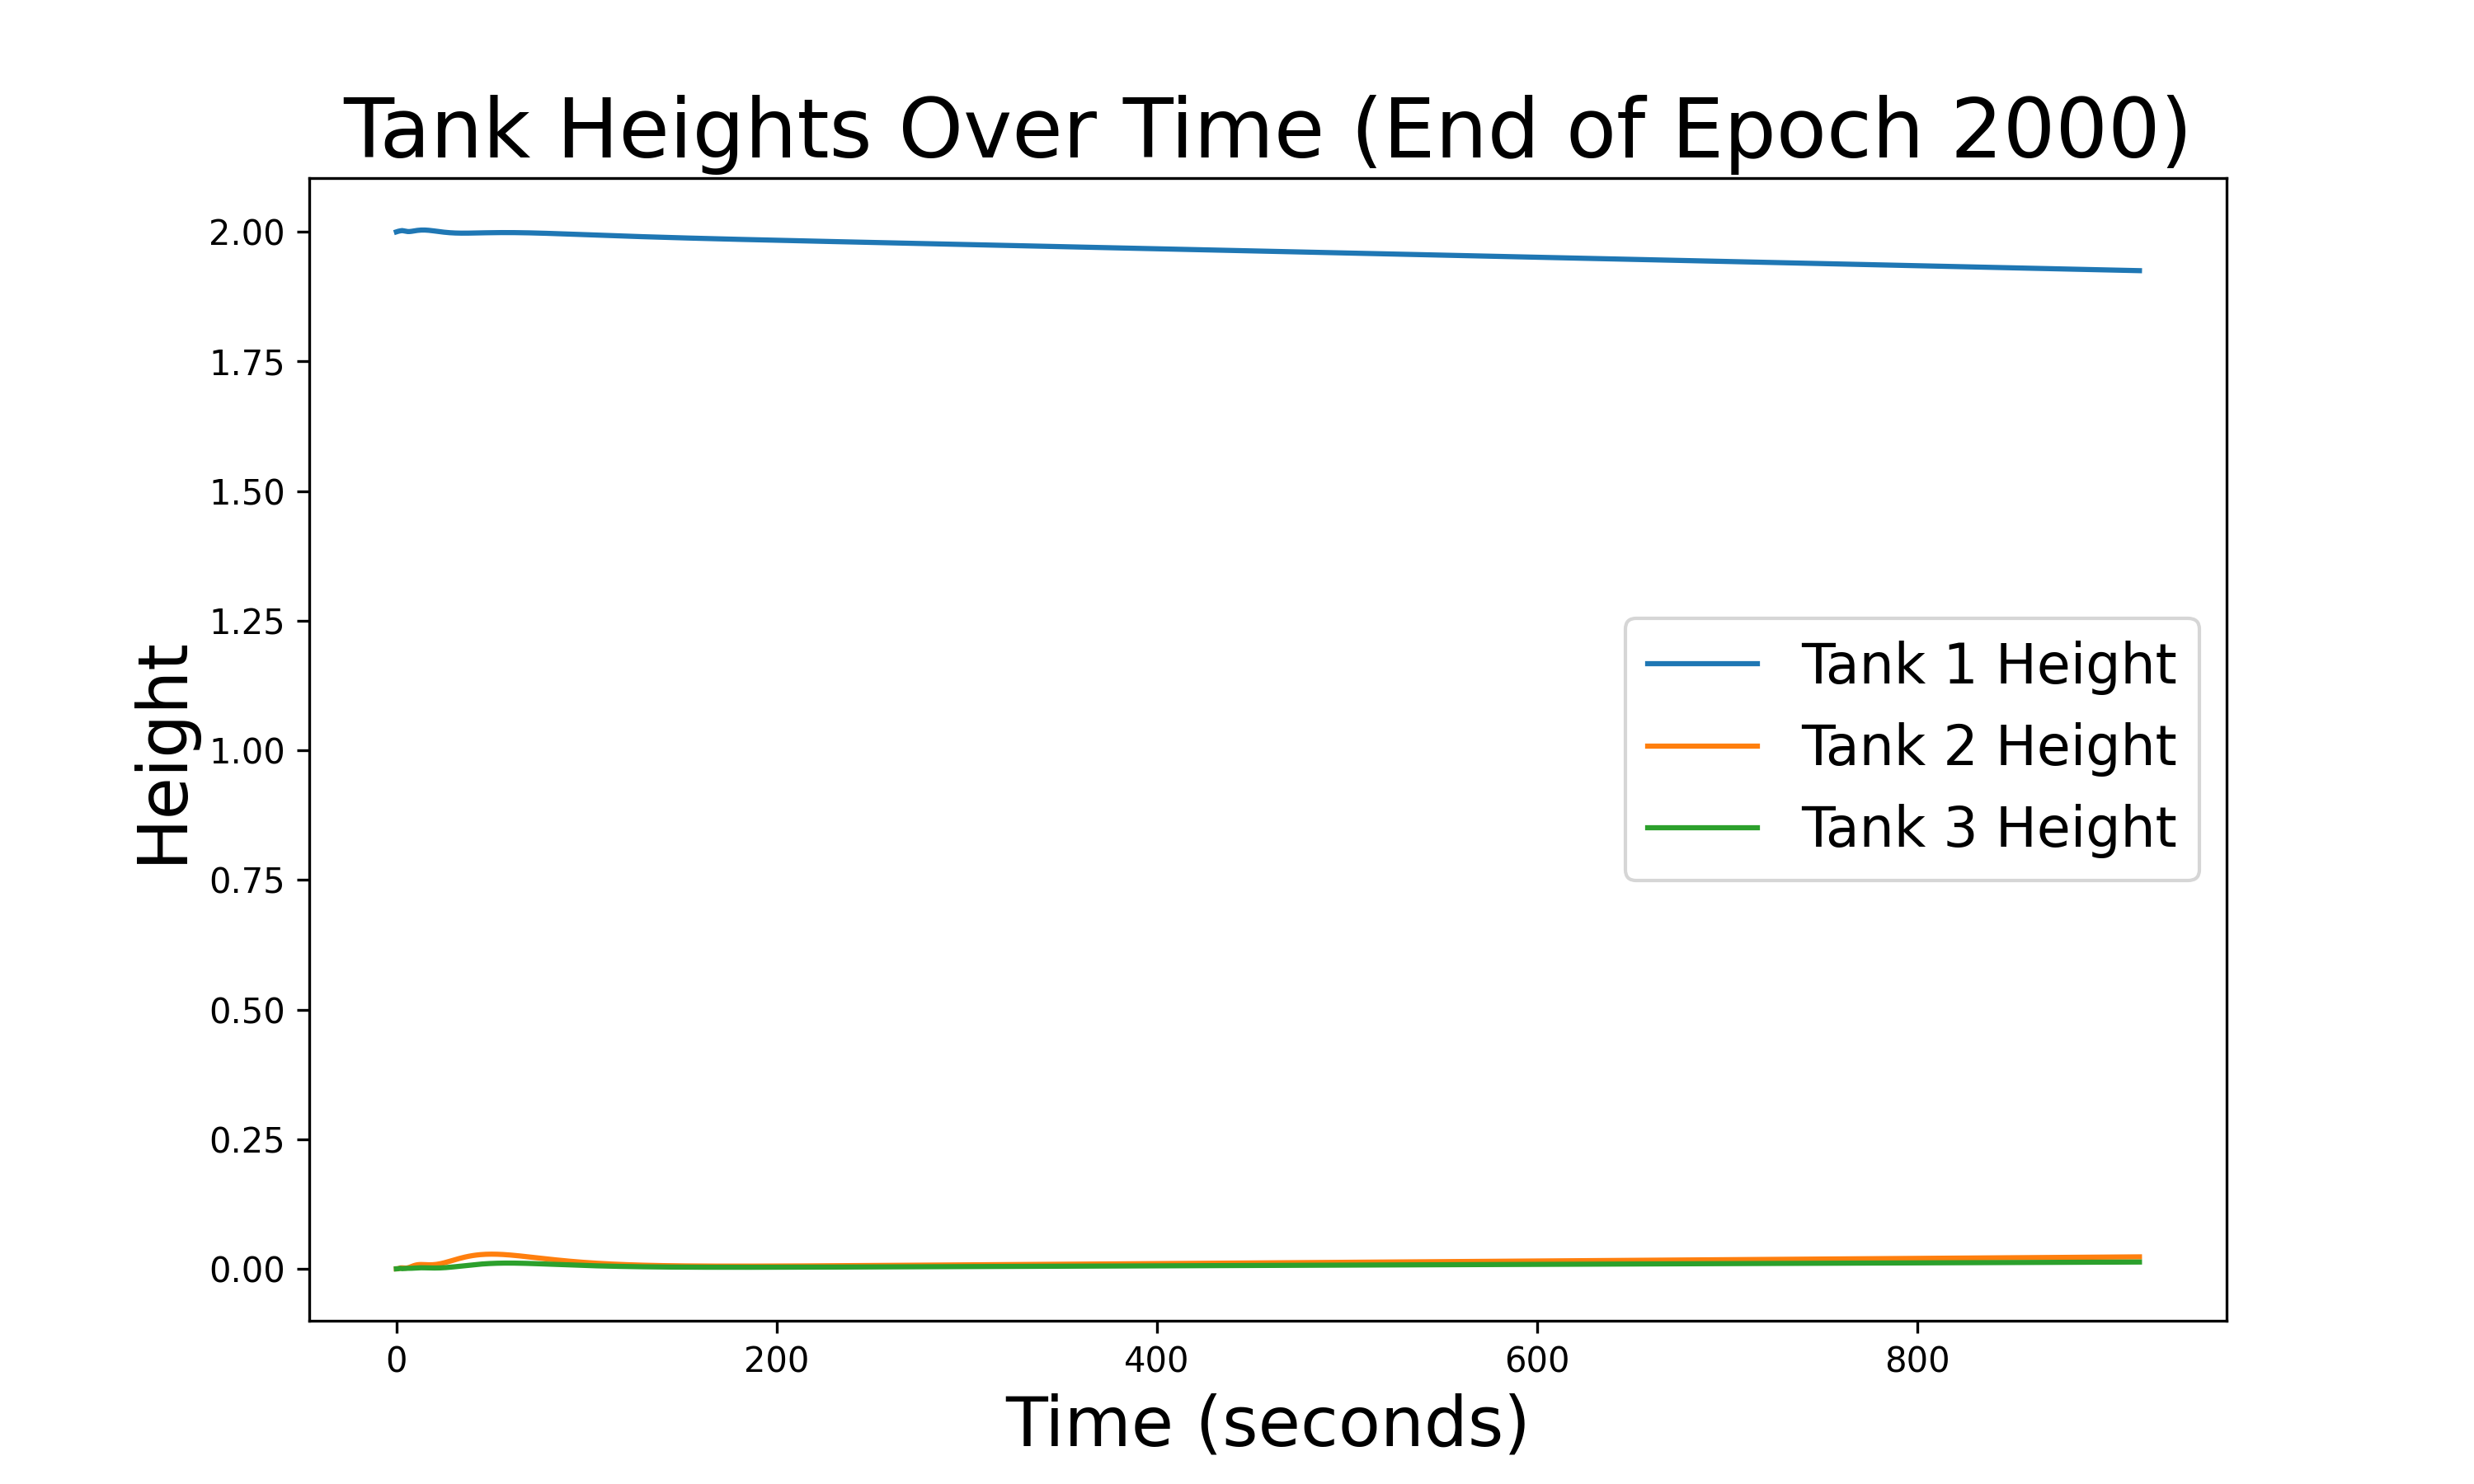 Tank Heights Over Time (End of Epoch 2000)
Height
2.00
1.75
1.50
1.25
1.00
0.75
0.50
0.25
0.00
Tank 1 Height
Tank 2 Height
Tank 3 Height
0 200 400 600 800
Time (seconds)